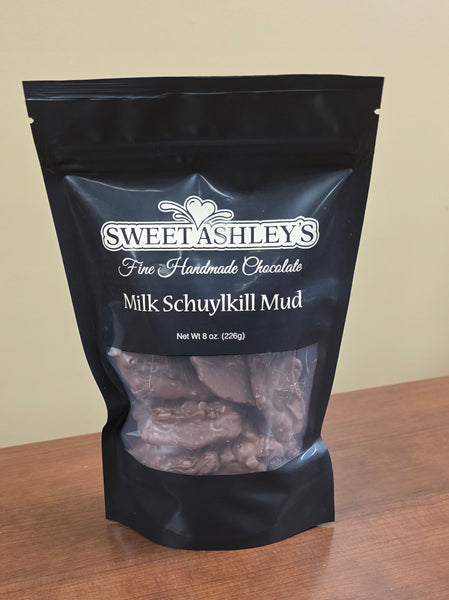 SWEET ASHLEY'S
Fine Handmade Chocolate
Milk Schuylkill Mud
Net Wt 8 oz. (226g)